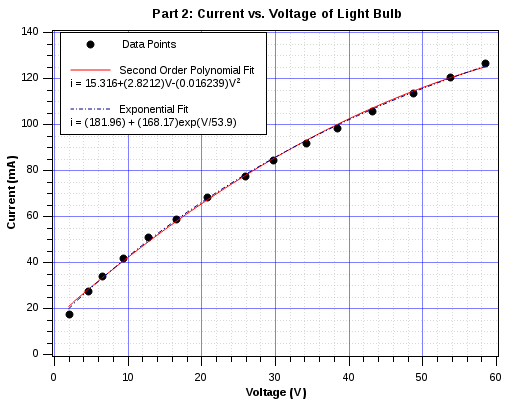 Part 2: Current vs. Voltage of Light Bulb
140
120
100
80
60
40
20
0
Current (mA)
Data Points
Second Order Polynomial Fit
i = 15.316+(2.8212)V-(0.016239)V²
Exponential Fit
i = (181.96) + (168.17)exp(V/53.9)
0 10 20 30 40 50 60
Voltage (V)